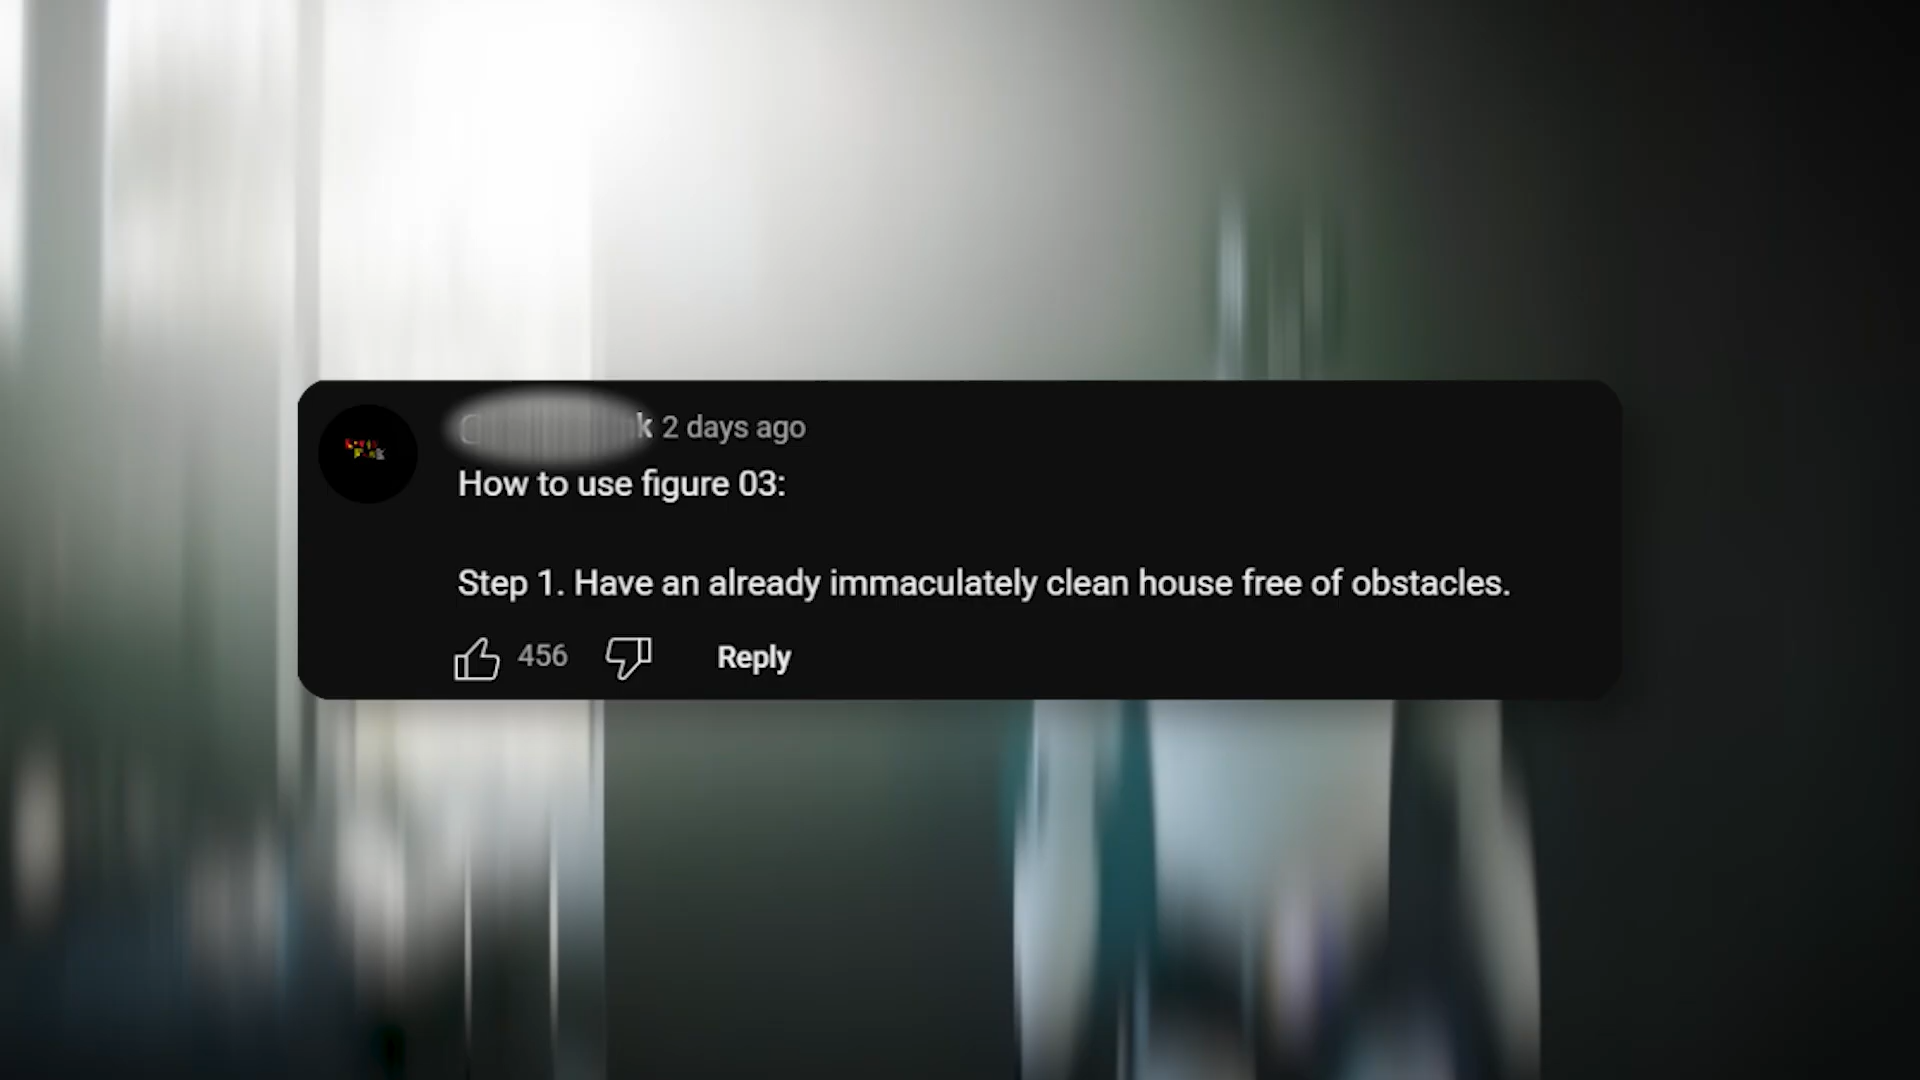 2 days ago
How to use figure 03:
Step 1. Have an already immaculately clean house free of obstacles.
456
Reply